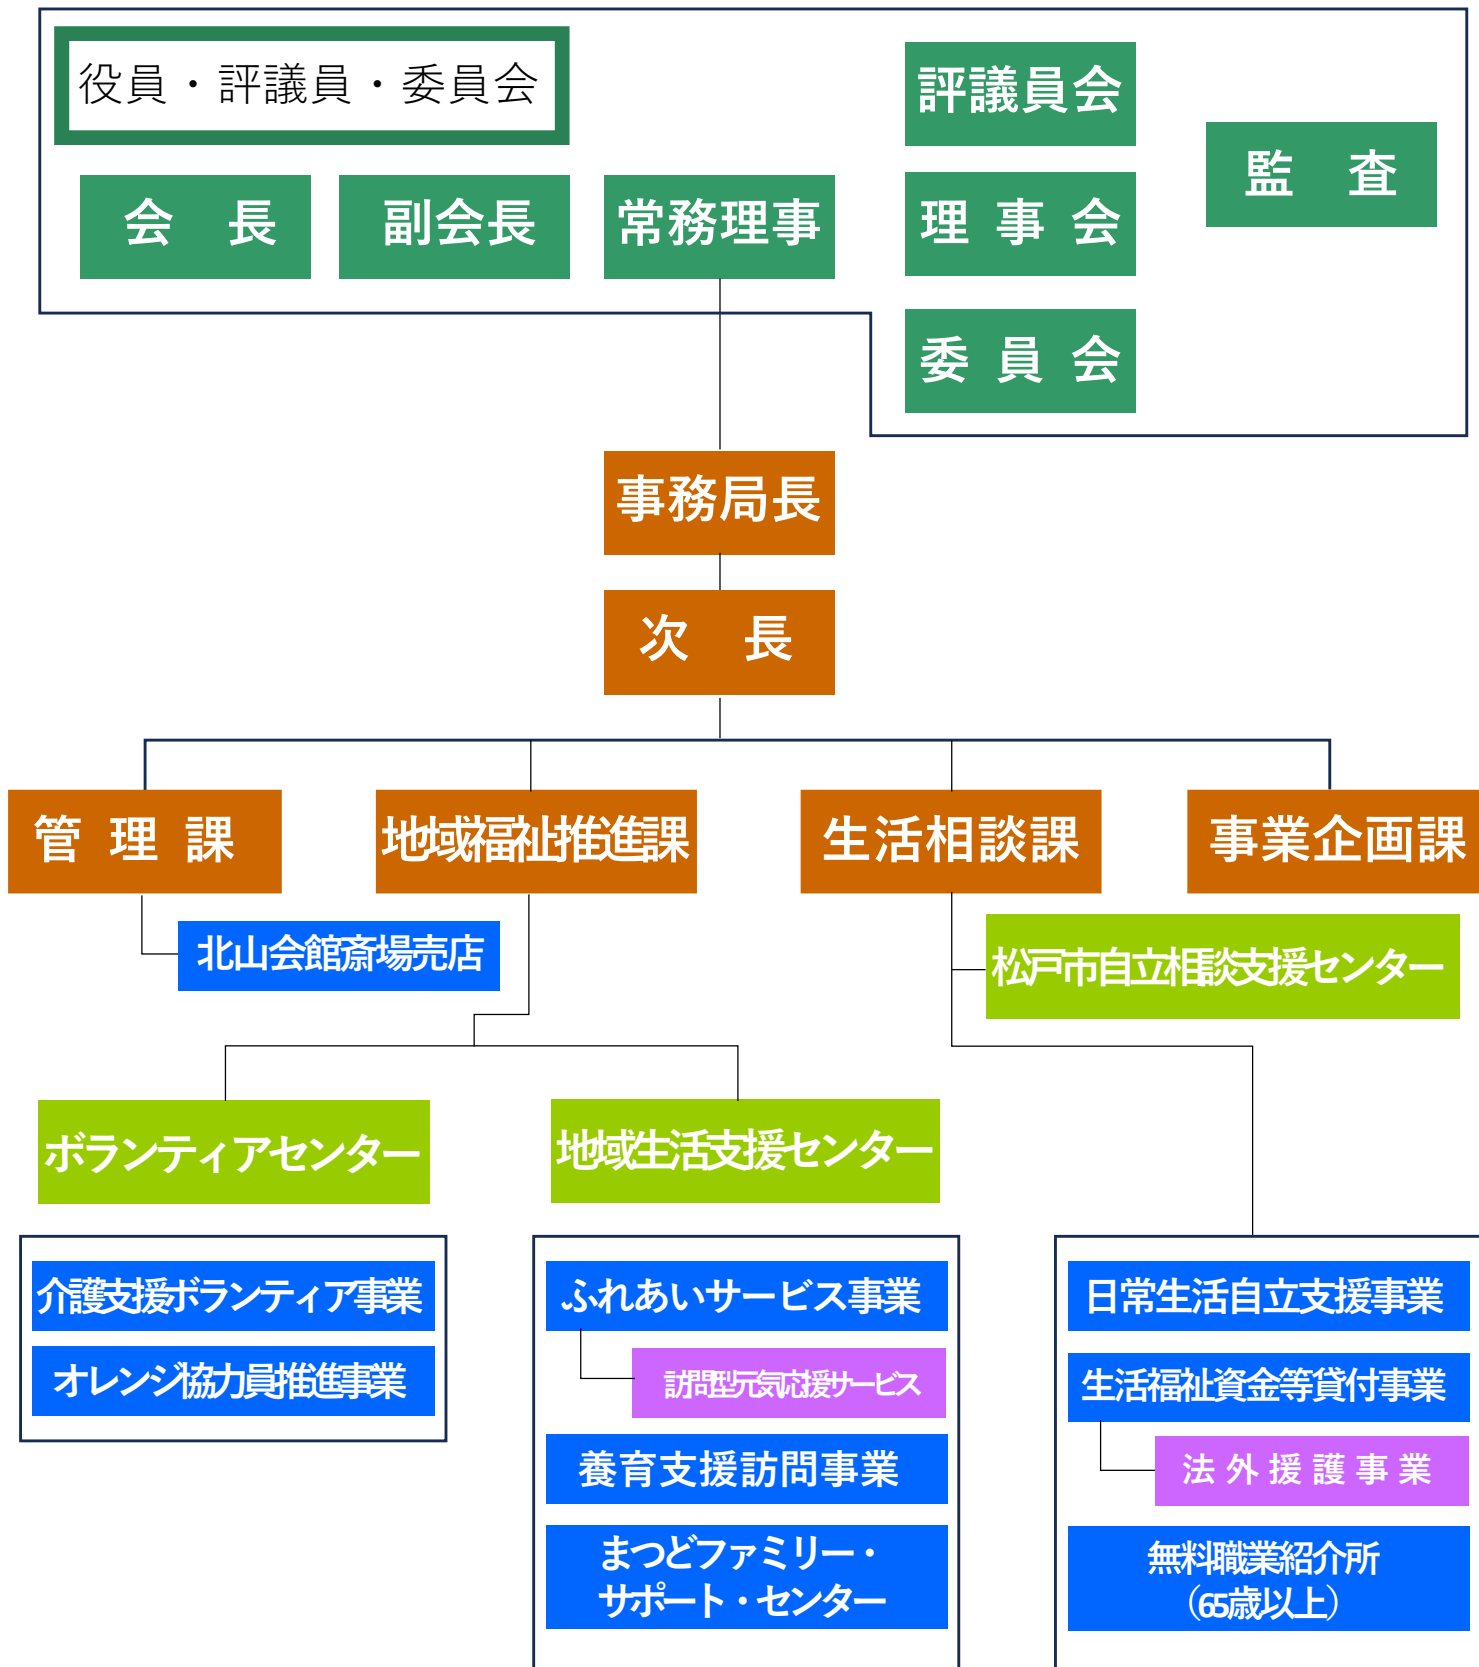 役員・評議員・委員会
評議員会
監　査
会　長
副会長
常務理事
理 事 会
委 員 会
事務局長
次　長
管 理 課
地域福祉推進課
生活相談課
事業企画課
北山会館斎場売店
松戸市自立相談支援センター
ボランティアセンター
地域生活支援センター
介護支援ボランティア事業
オレンジ協力員推進事業
ふれあいサービス事業
訪問型元気応援サービス
養育支援訪問事業
まつどファミリー・
サポート・センター
日常生活自立支援事業
生活福祉資金等貸付事業
法 外 援 護 事 業
無料職業紹介所
（65歳以上）